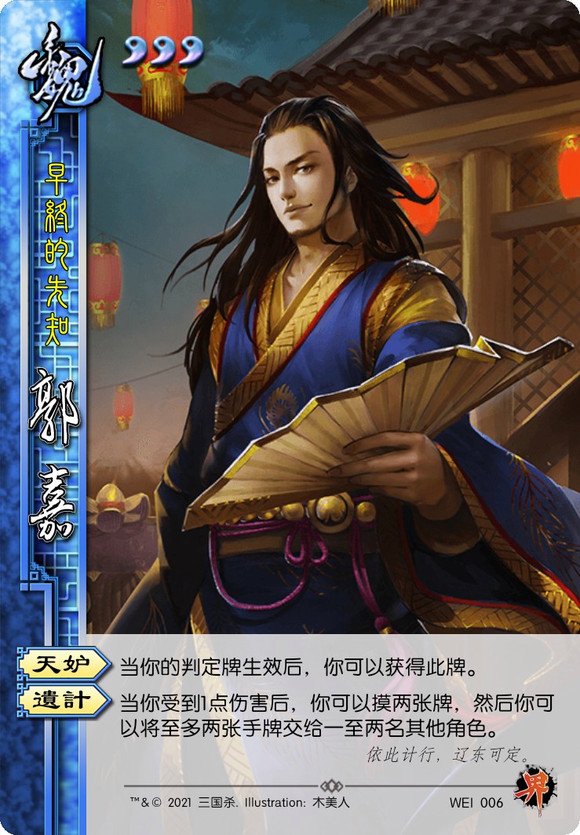 魏
早终的先知
郭嘉
天妒
当你的判定牌生效后，你可以获得此牌。
遺計
当你受到1点伤害后，你可以摸两张牌，然后你可
以将至多两张手牌交给一至两名其他角色。
依此计行，辽东可定。
™&© 2021 三国杀. Illustration: 木美人
WEI 006
界